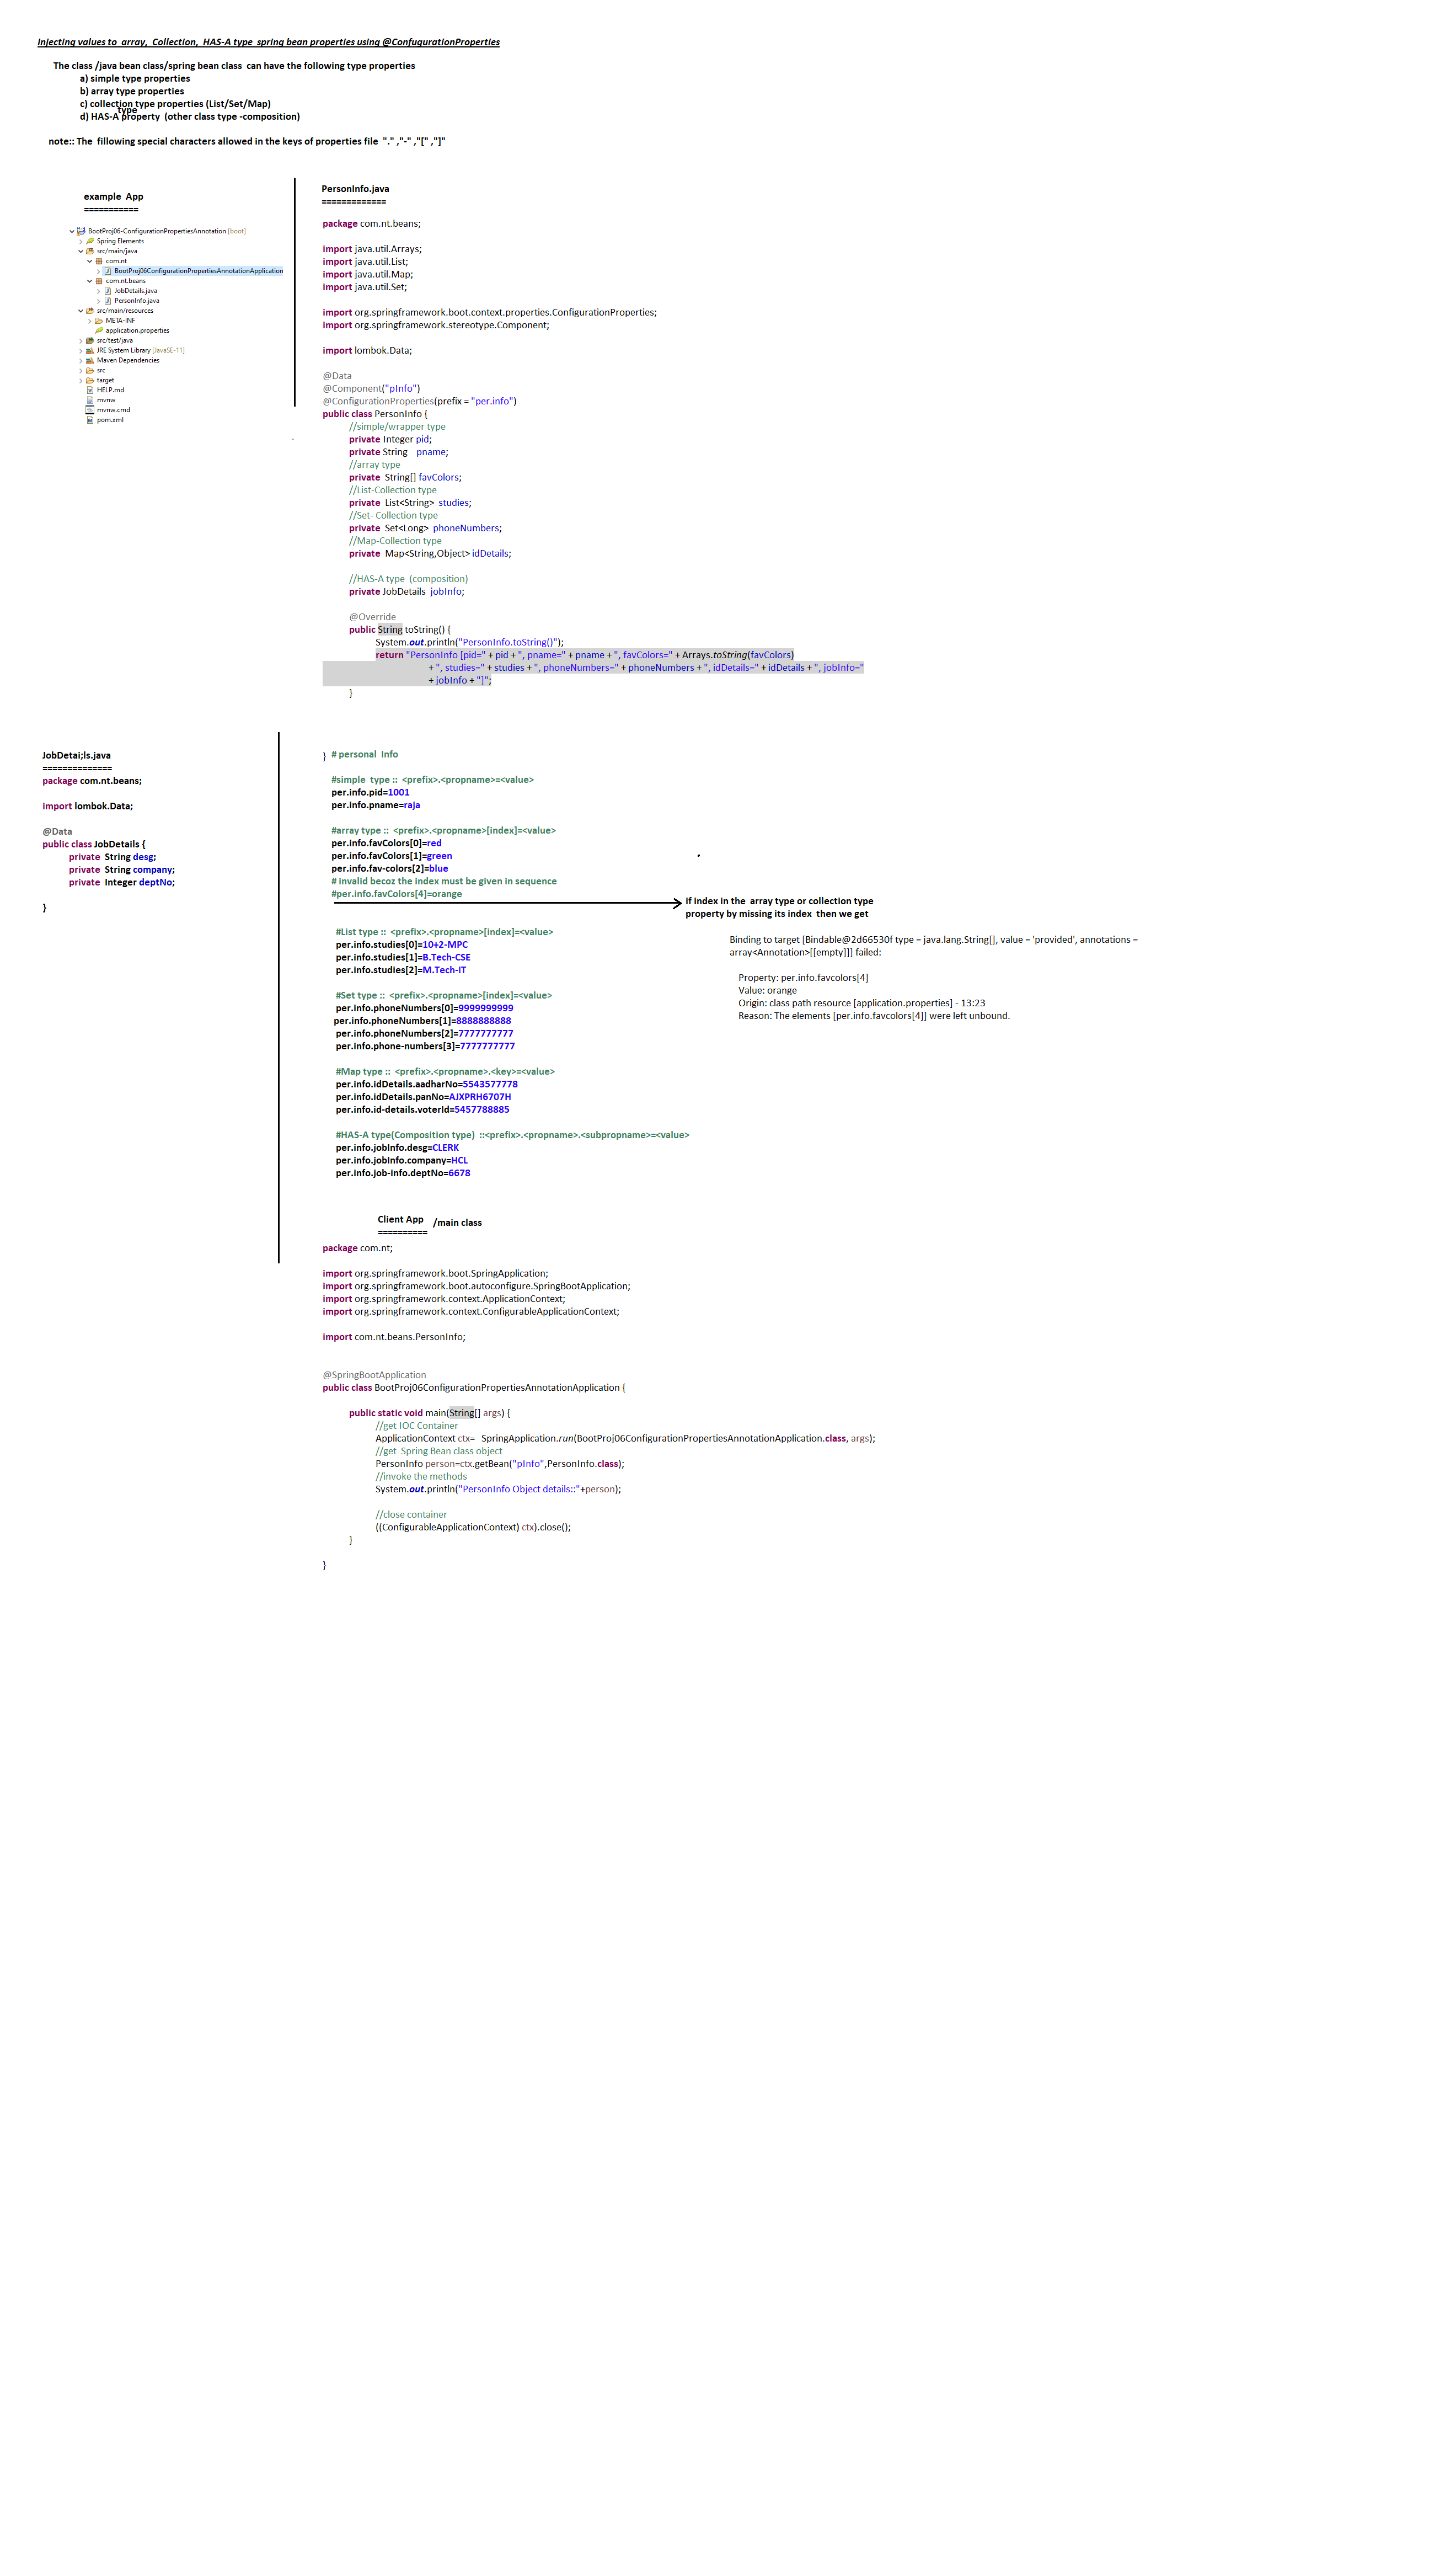 Injecting values to  array,  Collection,  HAS-A type  spring bean properties using @ConfugurationProperties
The class /java bean class/spring bean class  can have the following type properties
a) simple type properties
b) array type properties
c) collection type properties (List/Set/Map)
type
d) HAS-A property  (other class type -composition)
note:: The  fillowing special characters allowed in the keys of properties file  "." ,"-" ,"[" ,"]"
example  App
===========
BootProj06-ConfigurationPropertiesAnnotation [boot]
Spring Elements
src/main/java
com.nt
BootProj06ConfigurationPropertiesAnnotationApplication
com.nt.beans
JobDetails.java
PersonInfo.java
src/main/resources
META-INF
application.properties
src/test/java
JRE System Library [JavaSE-11]
Maven Dependencies
src
target
HELP.md
mvnw
mvnw.cmd
pom.xml
PersonInfo.java
=============
package com.nt.beans;
import java.util.Arrays;
import java.util.List;
import java.util.Map;
import java.util.Set;
import org.springframework.boot.context.properties.ConfigurationProperties;
import org.springframework.stereotype.Component;
import lombok.Data;
@Data
@Component("pInfo")
@ConfigurationProperties(prefix = "per.info")
public class PersonInfo {
//simple/wrapper type
private Integer pid;
private String    pname;
//array type
private  String[] favColors;
//List-Collection type
private  List<String>  studies;
//Set- Collection type
private  Set<Long>  phoneNumbers;
//Map-Collection type
private  Map<String,Object> idDetails;
//HAS-A type  (composition)
private JobDetails  jobInfo;
@Override
public String toString() {
System.out.println("PersonInfo.toString()");
return "PersonInfo [pid=" + pid + ", pname=" + pname + ", favColors=" + Arrays.toString(favColors)
+ ", studies=" + studies + ", phoneNumbers=" + phoneNumbers + ", idDetails=" + idDetails + ", jobInfo="
+ jobInfo + "]";
}
}
JobDetai;ls.java
==============
package com.nt.beans;
import lombok.Data;
@Data
public class JobDetails {
private  String desg;
private  String company;
private  Integer deptNo;
}
# personal  Info
#simple  type ::  <prefix>.<propname>=<value>
per.info.pid=1001
per.info.pname=raja
#array type ::  <prefix>.<propname>[index]=<value>
per.info.favColors[0]=red
per.info.favColors[1]=green
per.info.fav-colors[2]=blue
# invalid becoz the index must be given in sequence
#per.info.favColors[4]=orange
if index in the  array type or collection type
property by missing its index  then we get
Binding to target [Bindable@2d66530f type = java.lang.String[], value = 'provided', annotations =
array<Annotation>[[empty]]] failed:
Property: per.info.favcolors[4]
Value: orange
Origin: class path resource [application.properties] - 13:23
Reason: The elements [per.info.favcolors[4]] were left unbound.
#List type ::  <prefix>.<propname>[index]=<value>
per.info.studies[0]=10+2-MPC
per.info.studies[1]=B.Tech-CSE
per.info.studies[2]=M.Tech-IT
#Set type ::  <prefix>.<propname>[index]=<value>
per.info.phoneNumbers[0]=9999999999
per.info.phoneNumbers[1]=8888888888
per.info.phoneNumbers[2]=7777777777
per.info.phone-numbers[3]=7777777777
#Map type ::  <prefix>.<propname>.<key>=<value>
per.info.idDetails.aadharNo=5543577778
per.info.idDetails.panNo=AJXPRH6707H
per.info.id-details.voterId=5457788885
#HAS-A type(Composition type)  ::<prefix>.<propname>.<subpropname>=<value>
per.info.jobInfo.desg=CLERK
per.info.jobInfo.company=HCL
per.info.job-info.deptNo=6678
Client App /main class
==========
package com.nt;
import org.springframework.boot.SpringApplication;
import org.springframework.boot.autoconfigure.SpringBootApplication;
import org.springframework.context.ApplicationContext;
import org.springframework.context.ConfigurableApplicationContext;
import com.nt.beans.PersonInfo;
@SpringBootApplication
public class BootProj06ConfigurationPropertiesAnnotationApplication {
public static void main(String[] args) {
//get IOC Container
ApplicationContext ctx=   SpringApplication.run(BootProj06ConfigurationPropertiesAnnotationApplication.class, args);
//get  Spring Bean class object
PersonInfo person=ctx.getBean("pInfo",PersonInfo.class);
//invoke the methods
System.out.println("PersonInfo Object details::"+person);
//close container
((ConfigurableApplicationContext) ctx).close();
}
}